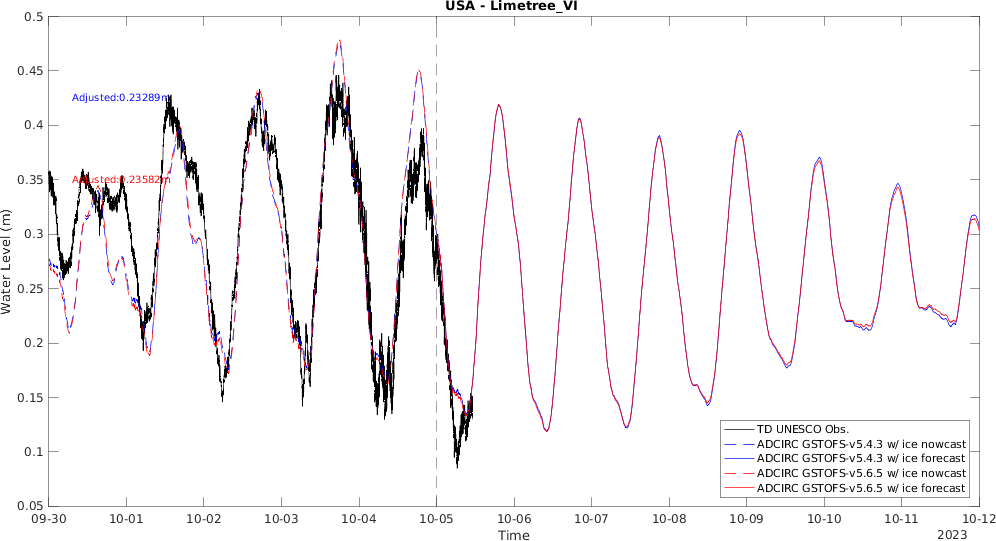 USA - Limetree_VI
0.5
0.45
0.4
0.35
0.3
0.25
0.2
0.15
0.1
0.05
Water Level (m)
Adjusted:0.23289m
Adjusted:0.23582m
TD UNESCO Obs.
ADCIRC GSTOFS-v5.4.3 w/ ice nowcast
ADCIRC GSTOFS-v5.4.3 w/ ice forecast
ADCIRC GSTOFS-v5.6.5 w/ ice nowcast
ADCIRC GSTOFS-v5.6.5 w/ ice forecast
09-30 10-01 10-02 10-03 10-04 10-05 10-06 10-07 10-08 10-09 10-10 10-11 10-12
Time
2023